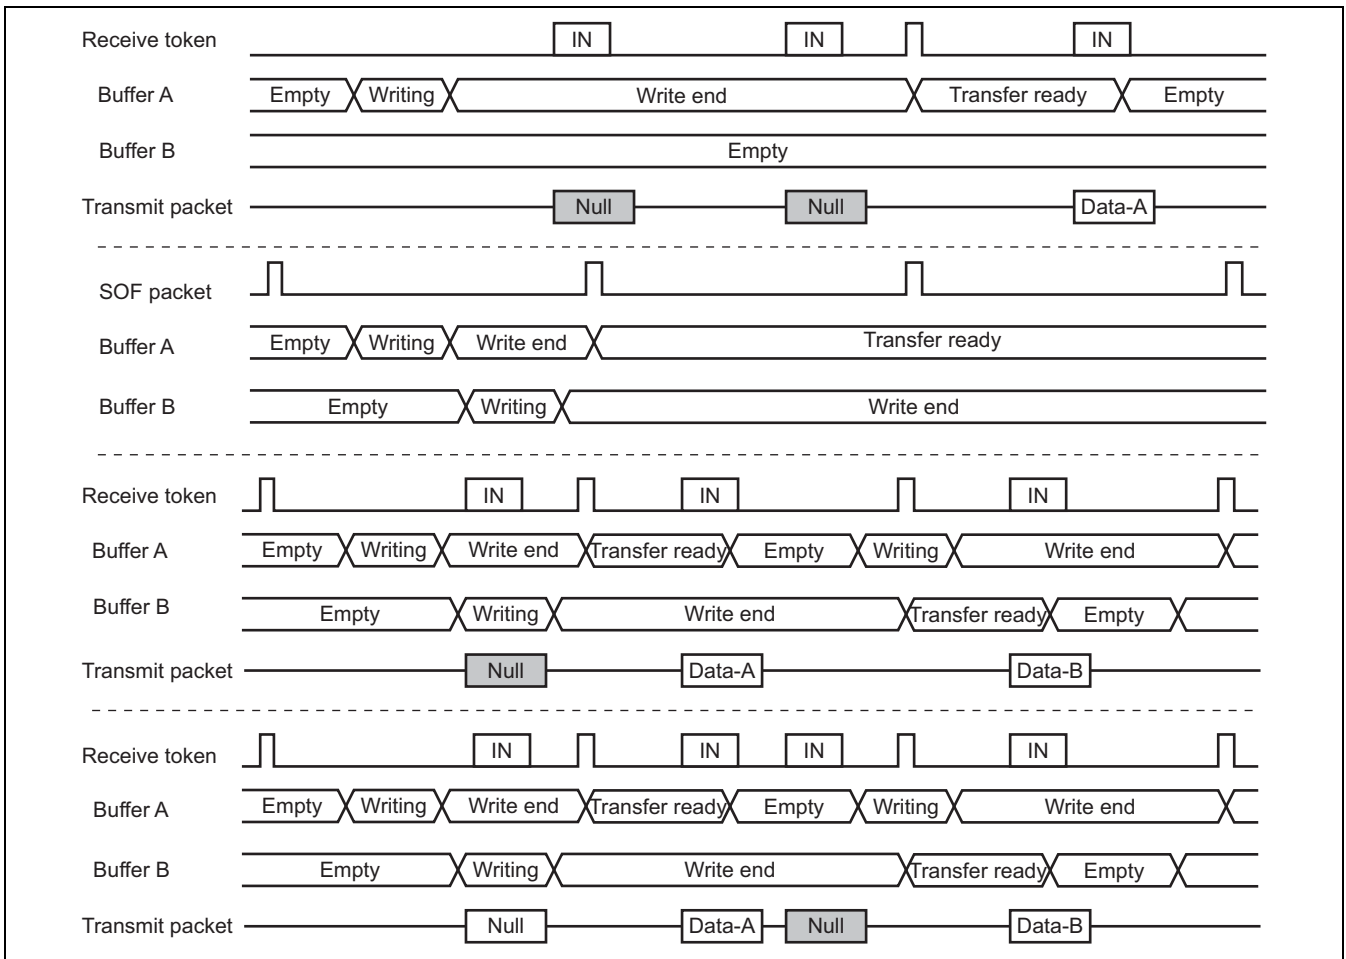 Receive token IN IN IN
Buffer A Empty Writing Write end Transfer ready Empty
Buffer B Empty
Transmit packet Null Null Data-A
SOF packet
Buffer A Empty Writing Write end Transfer ready
Buffer B Empty Writing Write end
Receive token IN IN IN
Buffer A Empty Writing Write end Transfer ready Empty Writing Write end
Buffer B Empty Writing Write end Transfer ready Empty
Transmit packet Null Data-A Data-B
Receive token IN IN IN IN
Buffer A Empty Writing Write end Transfer ready Empty Writing Write end
Buffer B Empty Writing Write end Transfer ready Empty
Transmit packet Null Data-A Null Data-B